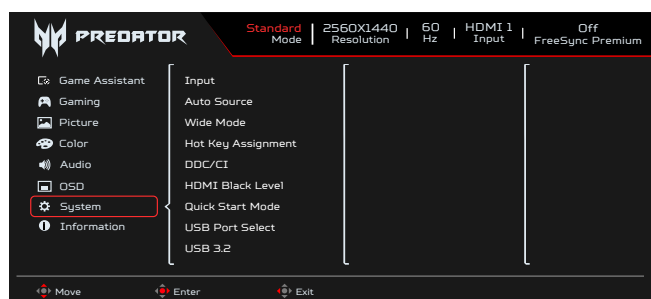 PREDATOR
Standard Mode
2560X1440 Resolution
60 Hz
HDMI 1 Input
Off FreeSync Premium
Game Assistant
Gaming
Picture
Color
Audio
OSD
System
Information
Input
Auto Source
Wide Mode
Hot Key Assignment
DDC/CI
HDMI Black Level
Quick Start Mode
USB Port Select
USB 3.2
Move
Enter
Exit